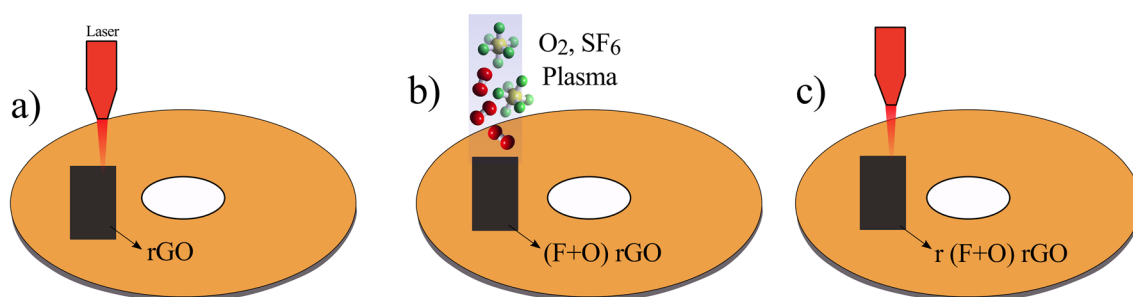 a)
Laser
rGO
b)
O₂, SF₆
Plasma
(F+O) rGO
c)
r (F+O) rGO